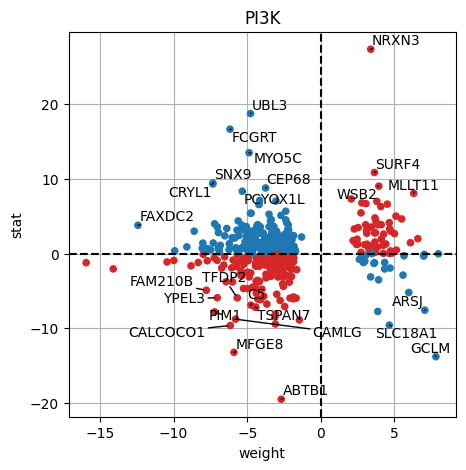 PI3K
NRXN3
UBL3
FCGRT
MYO5C
SURF4
SNX9
CEP68
MLLT11
CRYL1
PCYOX1L
WSB2
FAXDC2
FAM210B
TFDP2
YPEL3
C5
ARSJ
PIM1
TSPAN7
CALCOCO1
CAMLG
SLC18A1
MFGE8
GCLM
ABTB1
20
10
0
−10
−20
stat
−15
−10
−5
0
5
weight